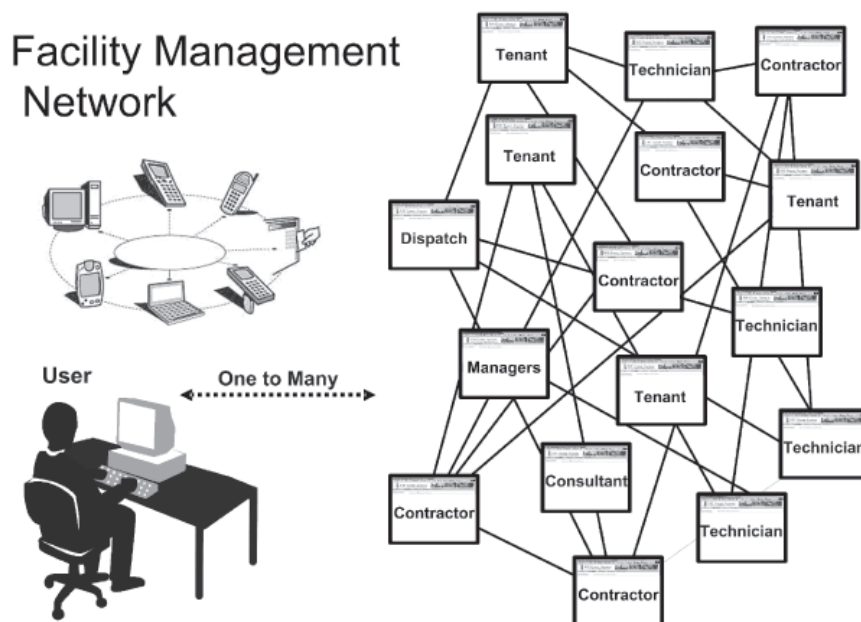 Facility Management
Network
Tenant
Technician
Contractor
Tenant
Contractor
Tenant
Dispatch
Contractor
Technician
Managers
Tenant
User
One to Many
Technician
Consultant
Contractor
Technician
Contractor